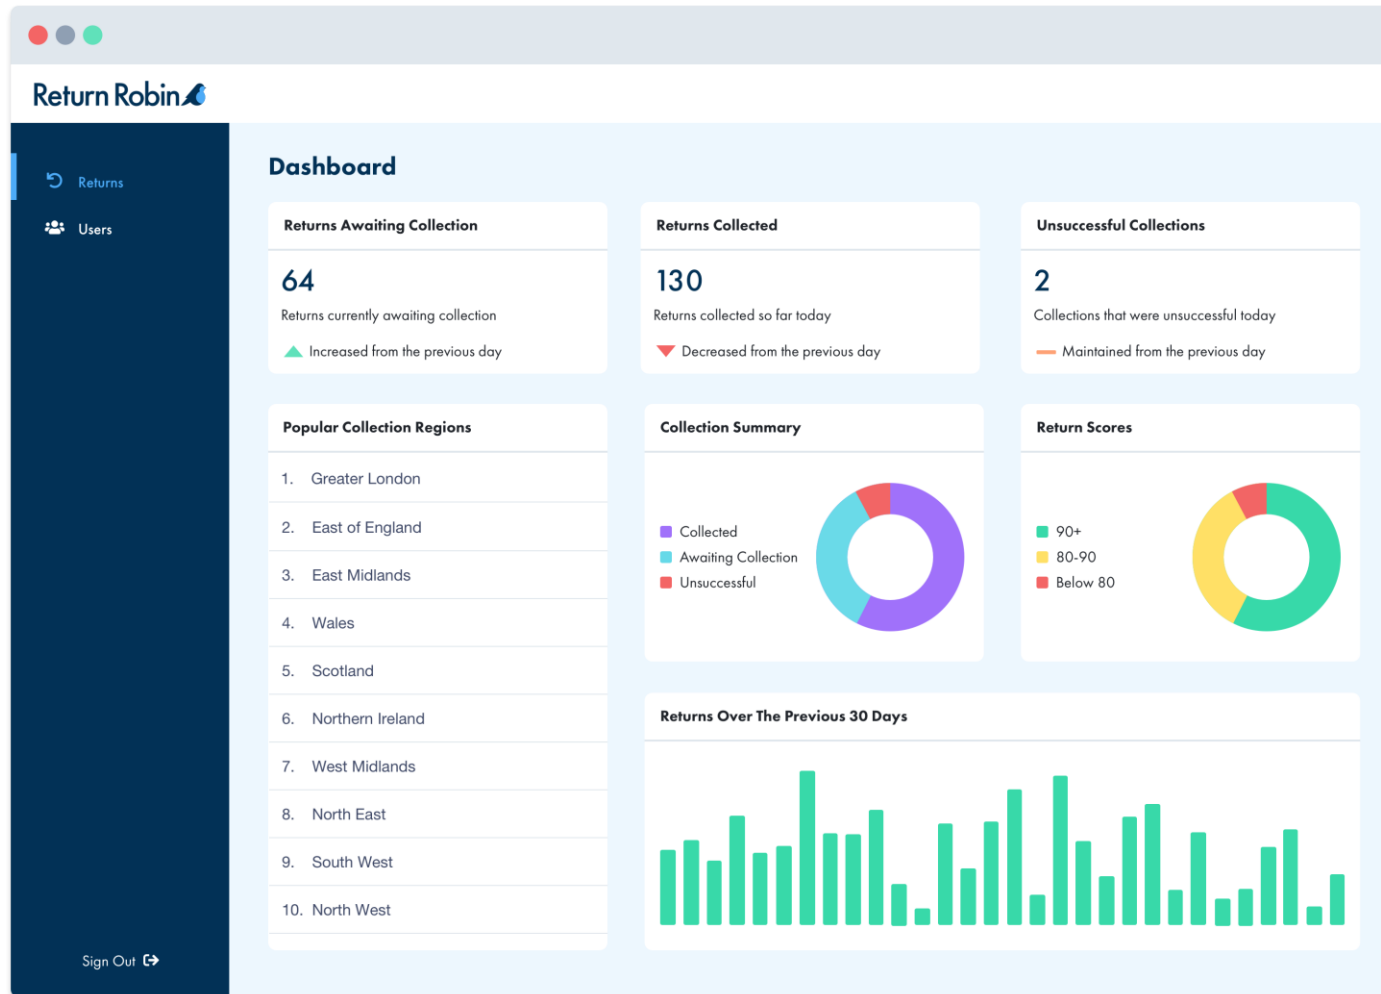 Return Robin
Returns
Users
Sign Out
Dashboard
Returns Awaiting Collection
64
Returns currently awaiting collection
Increased from the previous day
Returns Collected
130
Returns collected so far today
Decreased from the previous day
Unsuccessful Collections
2
Collections that were unsuccessful today
Maintained from the previous day
Popular Collection Regions
1. Greater London
2. East of England
3. East Midlands
4. Wales
5. Scotland
6. Northern Ireland
7. West Midlands
8. North East
9. South West
10. North West
Collection Summary
Collected
Awaiting Collection
Unsuccessful
Return Scores
90+
80-90
Below 80
Returns Over The Previous 30 Days